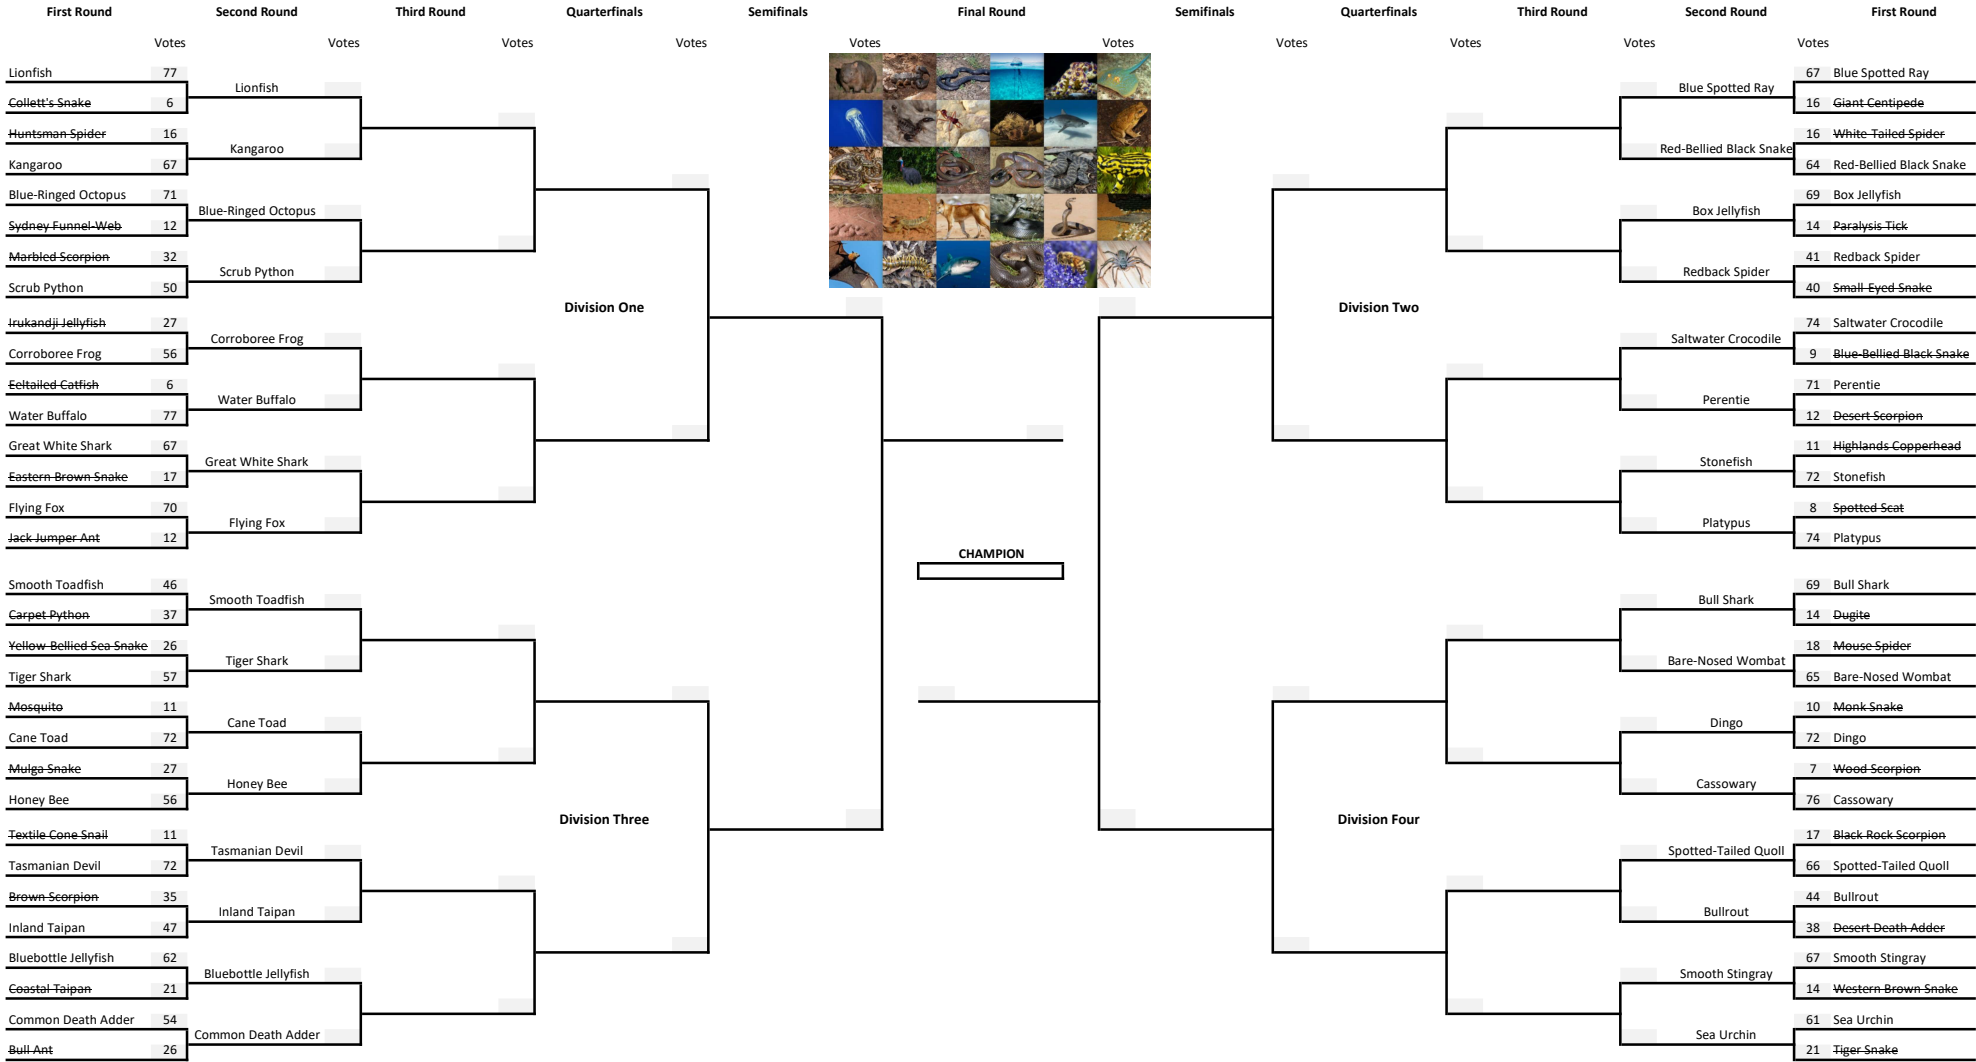 First Round Second Round Third Round Quarterfinals Semifinals Final Round Semifinals Quarterfinals Third Round Second Round First Round
Votes Votes Votes Votes Votes Votes Votes Votes Votes Votes
Lionfish 77
Lionfish
Collett's Snake 6
Huntsman Spider 16
Kangaroo
Kangaroo 67
Blue-Ringed Octopus 71
Blue-Ringed Octopus
Sydney Funnel-Web 12
Marbled Scorpion 32
Scrub Python
Scrub Python 50
Division One
Irukandji Jellyfish 27
Corroboree Frog
Corroboree Frog 56
Eeltailed Catfish 6
Water Buffalo
Water Buffalo 77
Great White Shark 67
Great White Shark
Eastern Brown Snake 17
Flying Fox 70
Flying Fox
Jack Jumper Ant 12
Smooth Toadfish 46
Smooth Toadfish
Carpet Python 37
Yellow-Bellied Sea Snake 26
Tiger Shark
Tiger Shark 57
Mosquito 11
Cane Toad
Cane Toad 72
Mulga Snake 27
Honey Bee
Honey Bee 56
Division Three
Textile Cone Snail 11
Tasmanian Devil
Tasmanian Devil 72
Brown Scorpion 35
Inland Taipan
Inland Taipan 47
Bluebottle Jellyfish 62
Bluebottle Jellyfish
Coastal Taipan 21
Common Death Adder 54
Common Death Adder
Bull Ant 26
CHAMPION
67 Blue Spotted Ray
Blue Spotted Ray
16 Giant Centipede
16 White-Tailed Spider
Red-Bellied Black Snake
64 Red-Bellied Black Snake
69 Box Jellyfish
Box Jellyfish
14 Paralysis Tick
41 Redback Spider
Redback Spider
40 Small-Eyed Snake
Division Two
74 Saltwater Crocodile
Saltwater Crocodile
9 Blue-Bellied Black Snake
71 Perentie
Perentie
12 Desert Scorpion
11 Highlands Copperhead
Stonefish
72 Stonefish
8 Spotted Scat
Platypus
74 Platypus
69 Bull Shark
Bull Shark
14 Dugite
18 Mouse Spider
Bare-Nosed Wombat
65 Bare-Nosed Wombat
10 Monk Snake
Dingo
72 Dingo
7 Wood Scorpion
Cassowary
76 Cassowary
Division Four
17 Black Rock Scorpion
Spotted-Tailed Quoll
66 Spotted-Tailed Quoll
44 Bullrout
Bullrout
38 Desert Death Adder
67 Smooth Stingray
Smooth Stingray
14 Western Brown Snake
61 Sea Urchin
Sea Urchin
21 Tiger Snake